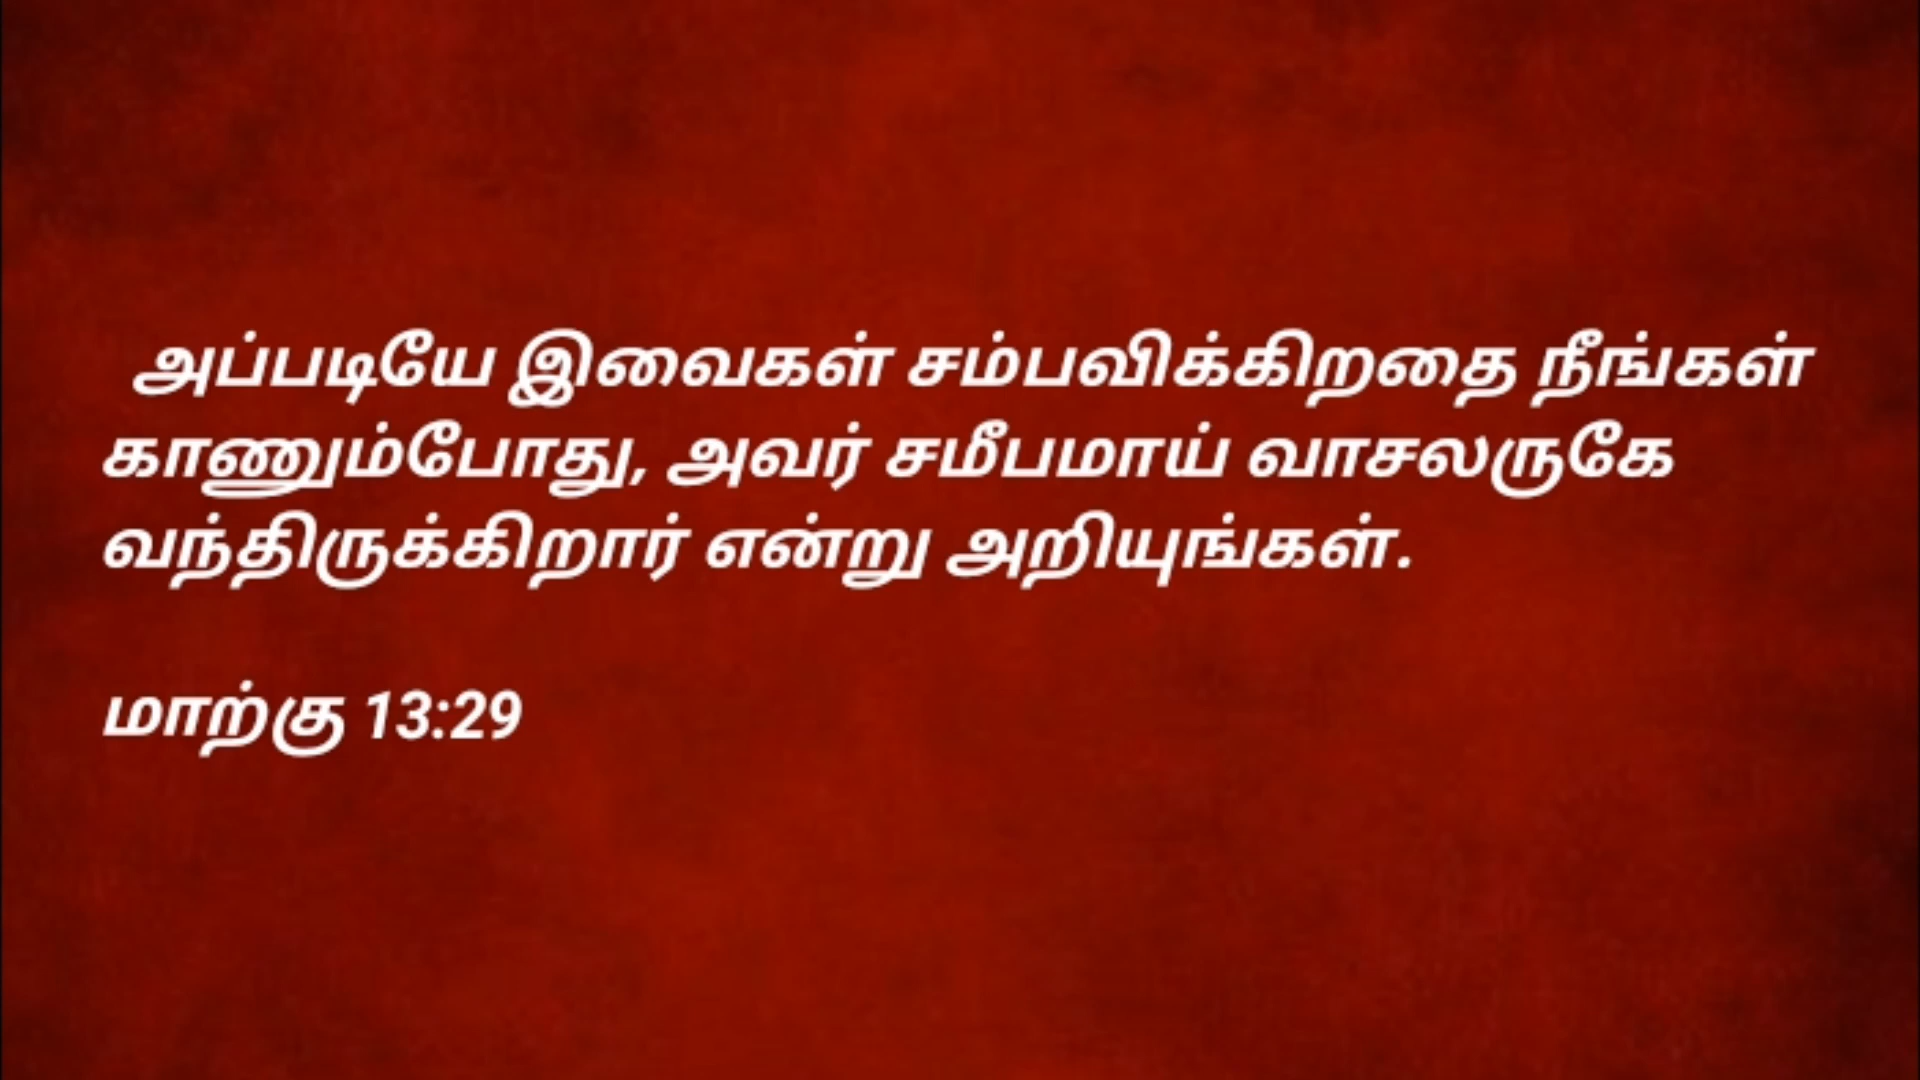 அப்படியே இவைகள் சம்பவிக்கிறதை நீங்கள்
காணும்போது, அவர் சமீபமாய் வாசலருகே
வந்திருக்கிறார் என்று அறியுங்கள்.
மாற்கு 13:29